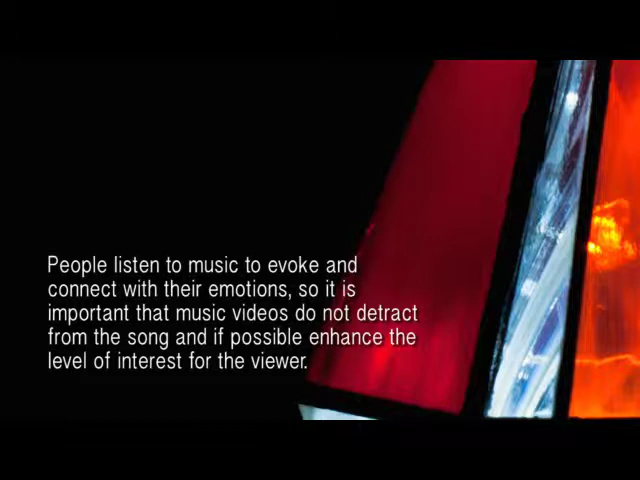 People listen to music to evoke and
connect with their emotions, so it is
important that music videos do not detract
from the song and if possible enhance the
level of interest for the viewer.